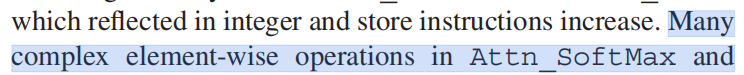 which reflected in integer and store instructions increase. Many
complex element-wise operations in Attn_SoftMax and